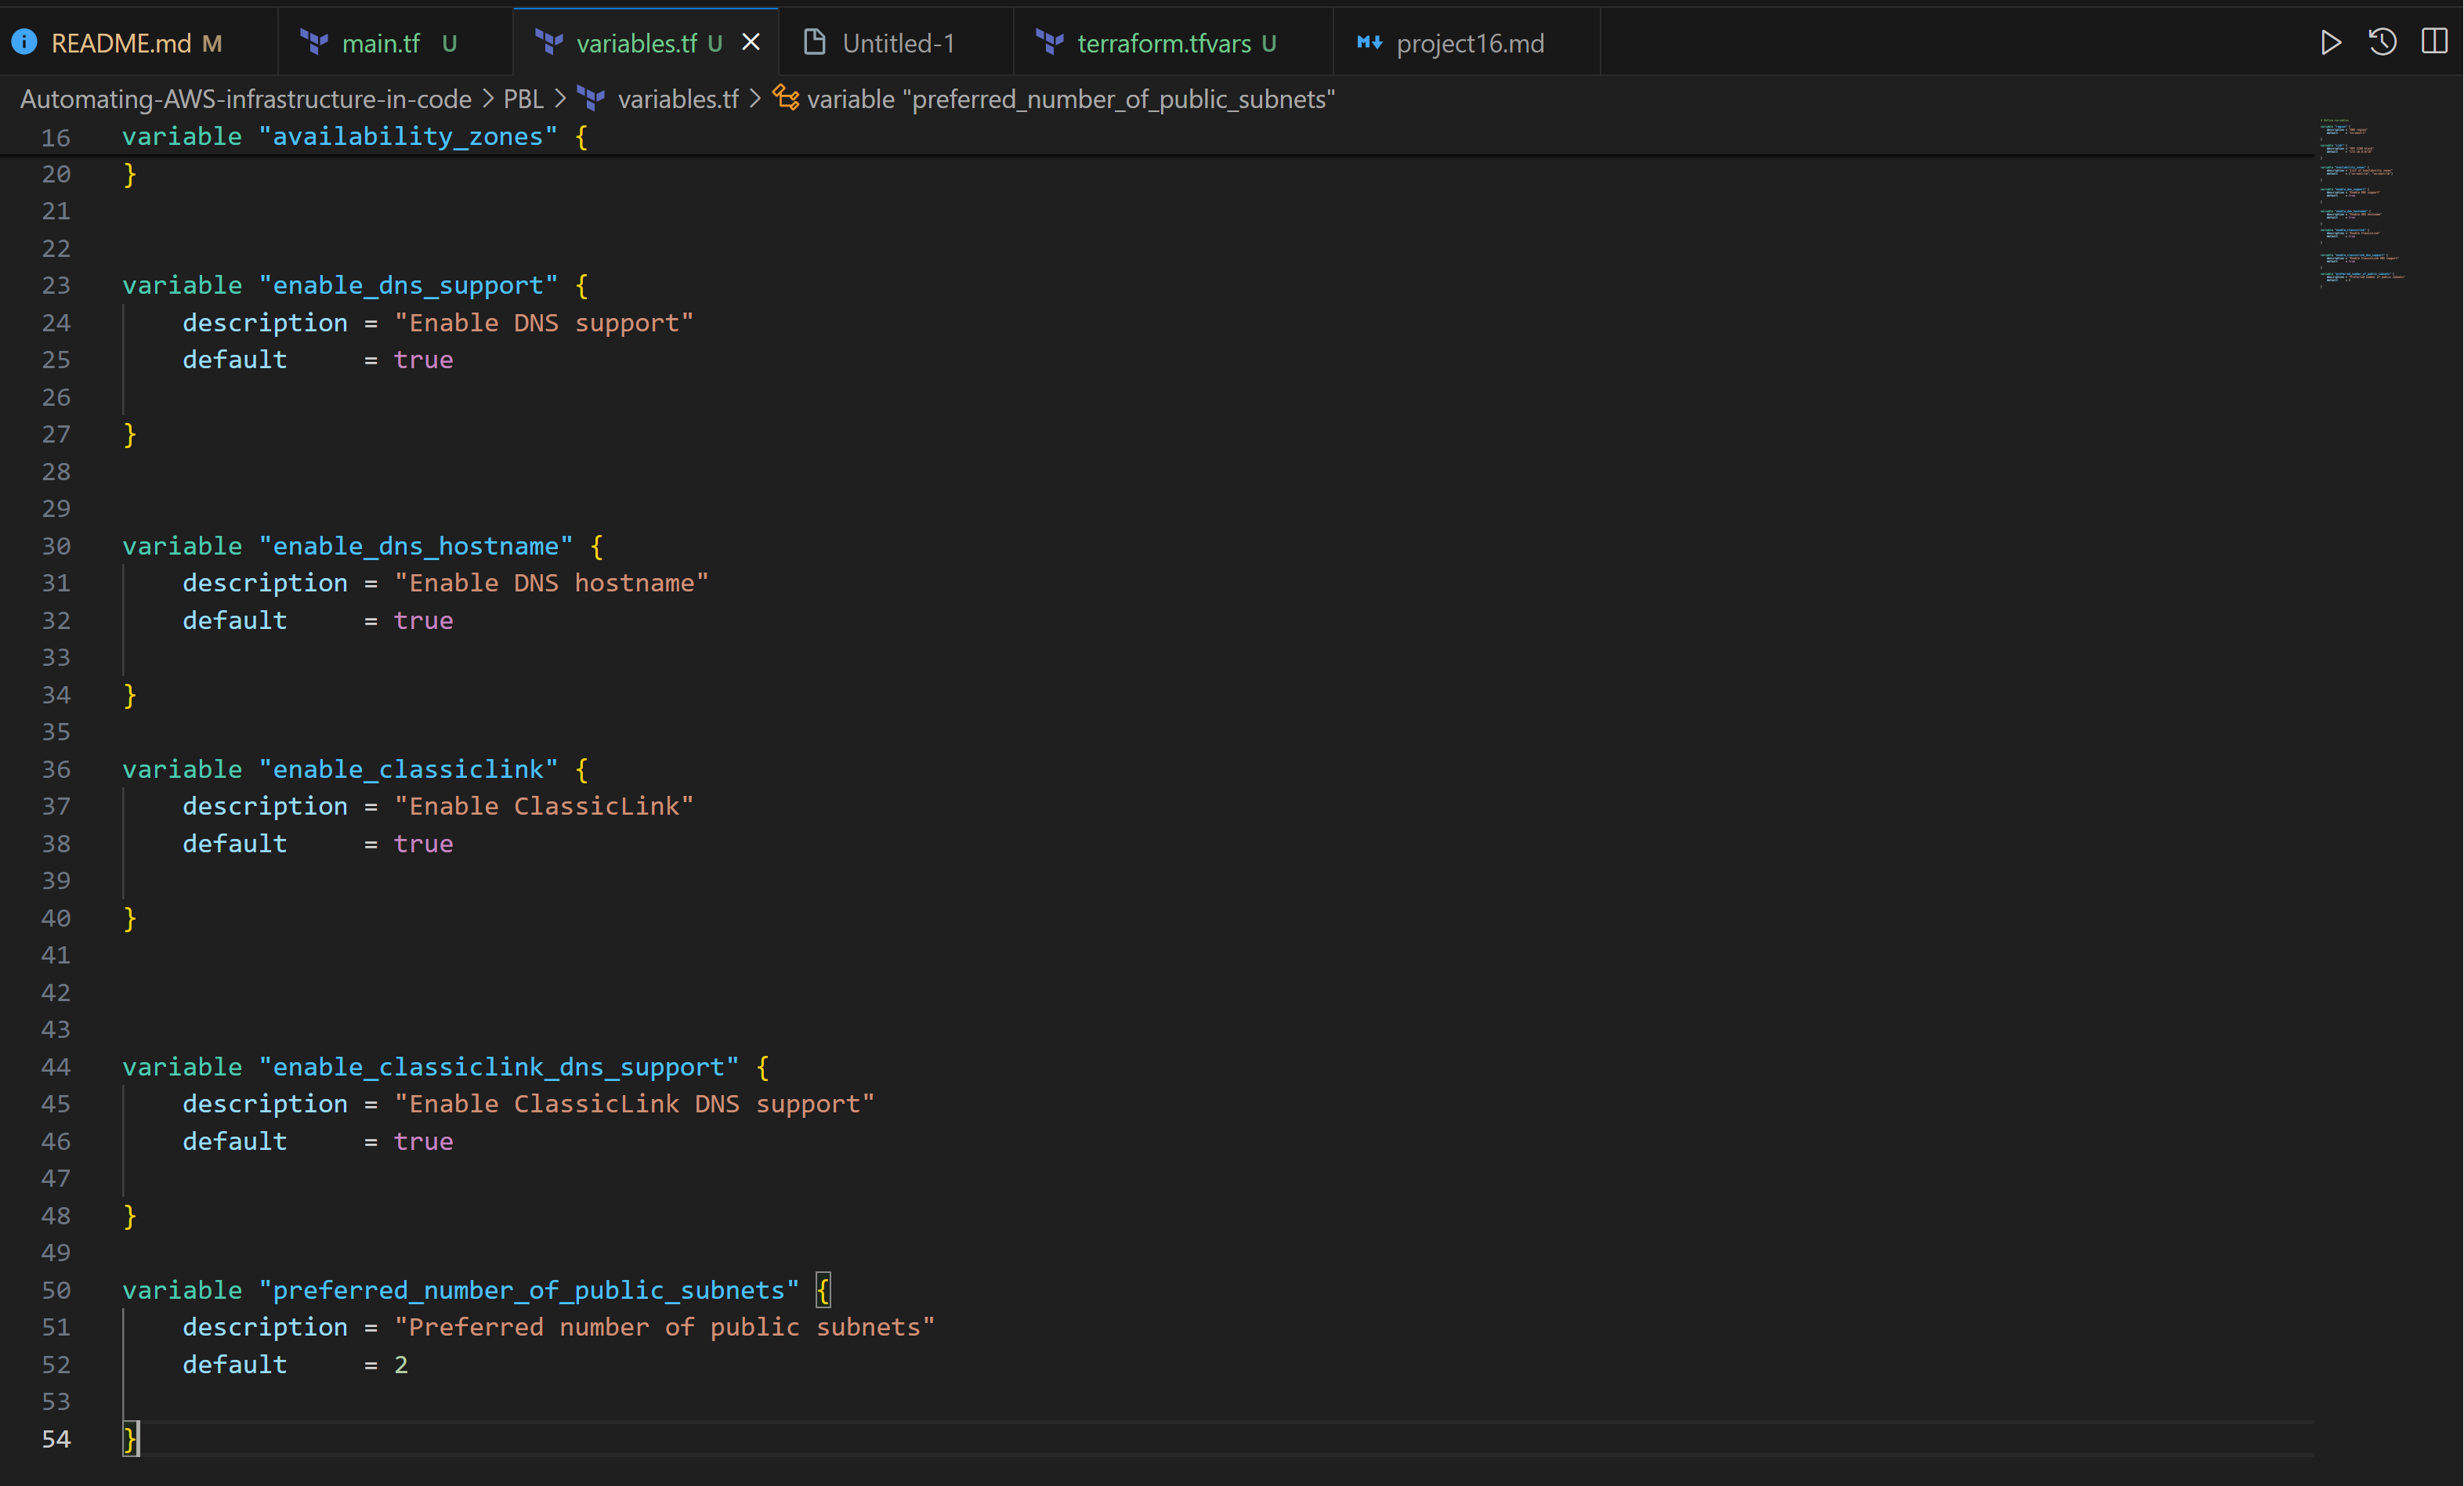 README.md M
main.tf U
variables.tf U
Untitled-1
terraform.tfvars U
project16.md
Automating-AWS-infrastructure-in-code > PBL > variables.tf > variable "preferred_number_of_public_subnets"
16 variable "availability_zones" {
20 }
21
22
23 variable "enable_dns_support" {
24 description = "Enable DNS support"
25 default = true
26
27 }
28
29
30 variable "enable_dns_hostname" {
31 description = "Enable DNS hostname"
32 default = true
33
34 }
35
36 variable "enable_classiclink" {
37 description = "Enable ClassicLink"
38 default = true
39
40 }
41
42
43
44 variable "enable_classiclink_dns_support" {
45 description = "Enable ClassicLink DNS support"
46 default = true
47
48 }
49
50 variable "preferred_number_of_public_subnets" {
51 description = "Preferred number of public subnets"
52 default = 2
53
54 }